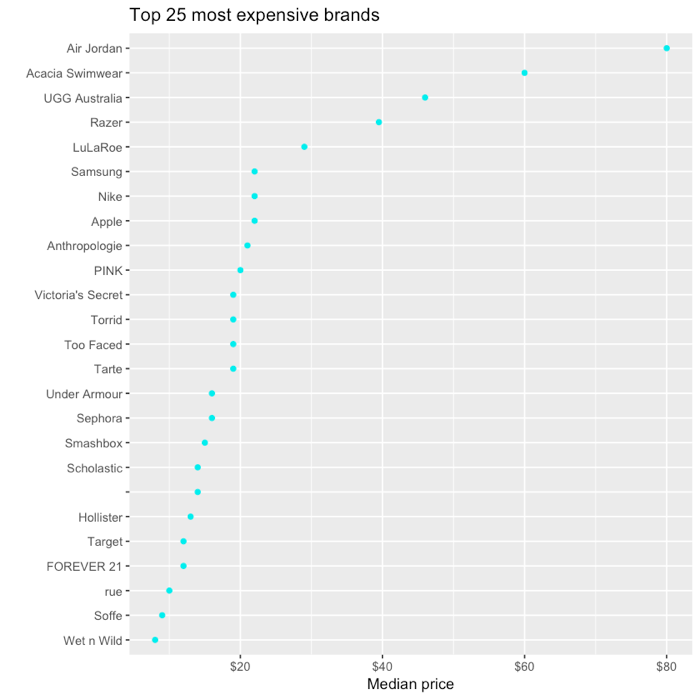 Top 25 most expensive brands
Air Jordan
Acacia Swimwear
UGG Australia
Razer
LuLaRoe
Samsung
Nike
Apple
Anthropologie
PINK
Victoria's Secret
Torrid
Too Faced
Tarte
Under Armour
Sephora
Smashbox
Scholastic
Hollister
Target
FOREVER 21
rue
Soffe
Wet n Wild
$20 $40 $60 $80
Median price